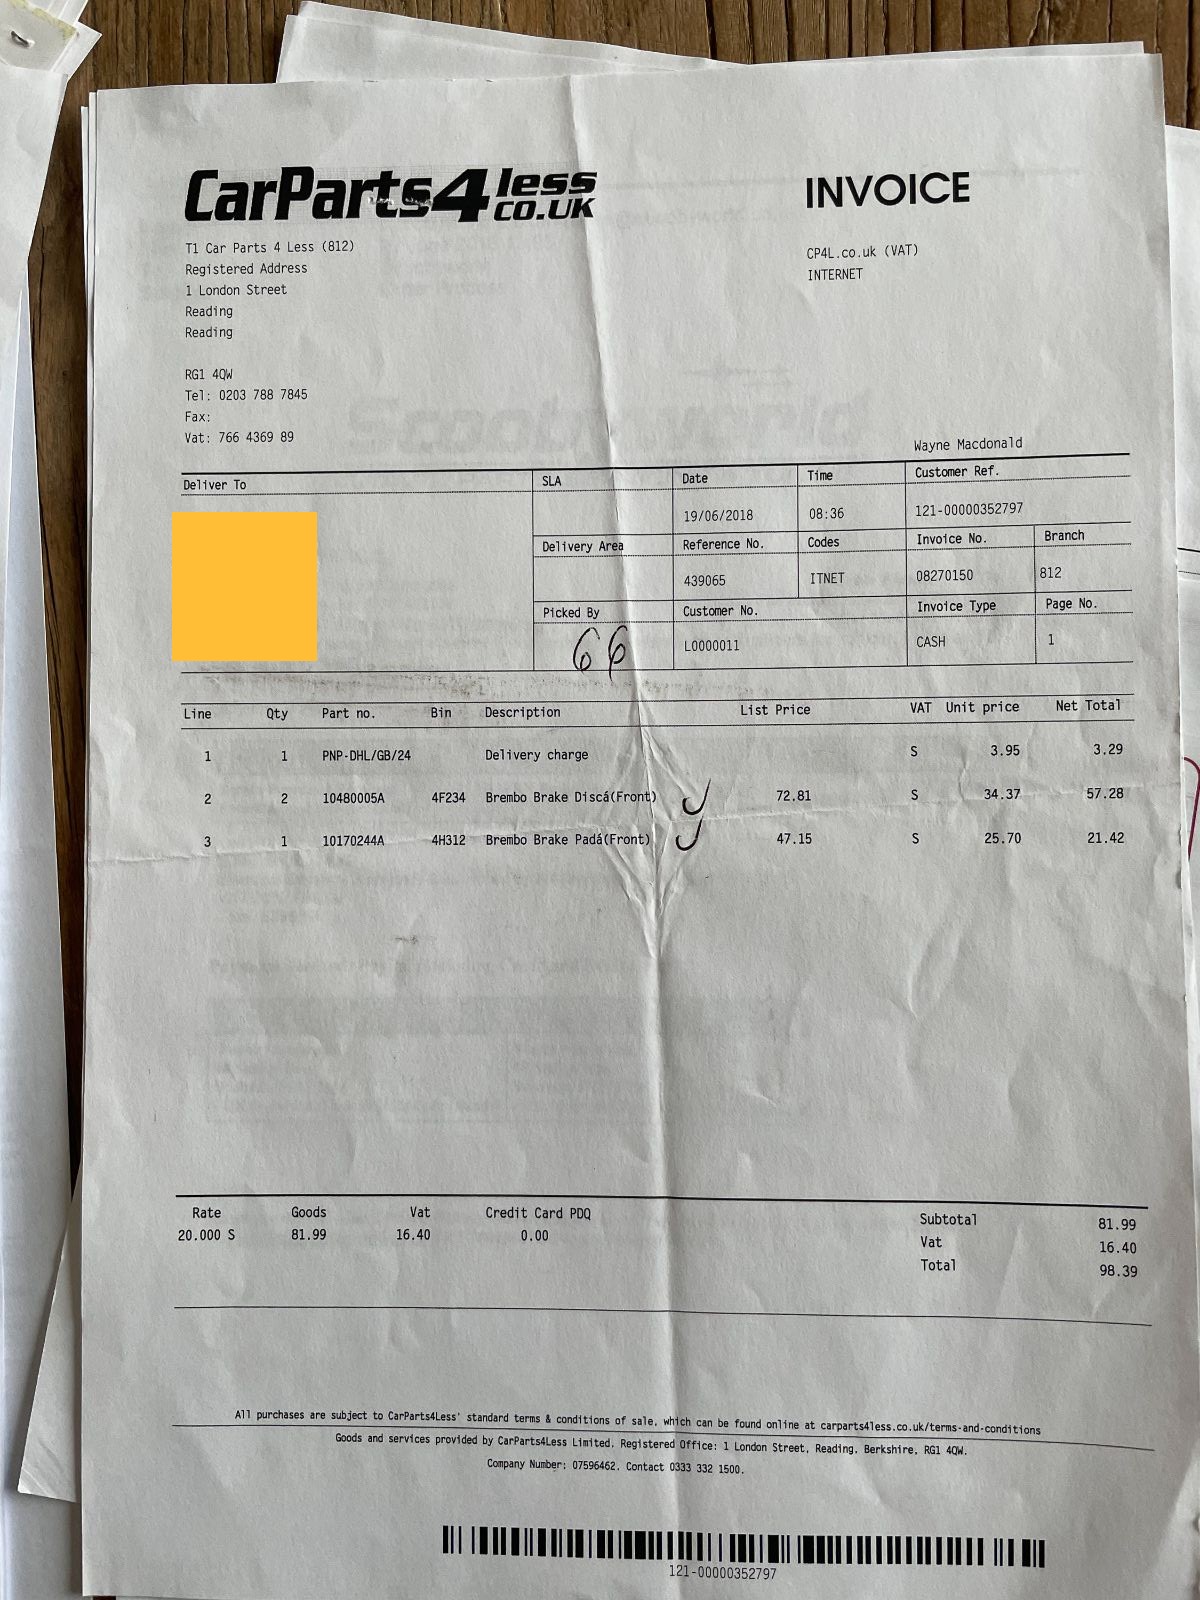 CarParts4less
CO.UK
INVOICE
T1 Car Parts 4 Less (812)
Registered Address
1 London Street
Reading
Reading
RG1 4QW
Tel: 0203 788 7845
Fax:
Vat: 766 4369 89
CP4L.co.uk (VAT)
INTERNET
Wayne Macdonald
Deliver To SLA Date Time Customer Ref.
19/06/2018 08:36 121-00000352797
Delivery Area Reference No. Codes Invoice No. Branch
439065 ITNET 08270150 812
Picked By Customer No. Invoice Type Page No.
66 L0000011 CASH 1
Line Qty Part no. Bin Description List Price VAT Unit price Net Total
1 1 PNP-DHL/GB/24 Delivery charge S 3.95 3.29
2 2 10480005A 4F234 Brembo Brake Discá(Front) 72.81 S 34.37 57.28
3 1 10170244A 4H312 Brembo Brake Padá(Front) 47.15 S 25.70 21.42
Rate Goods Vat Credit Card PDQ Subtotal 81.99
20.000 S 81.99 16.40 0.00 Vat 16.40
Total 98.39
All purchases are subject to CarParts4Less' standard terms & conditions of sale, which can be found online at carparts4less.co.uk/terms-and-conditions
Goods and services provided by CarParts4Less Limited. Registered Office: 1 London Street, Reading. Berkshire, RG1 4QW.
Company Number: 07596462. Contact 0333 332 1500.
121-00000352797